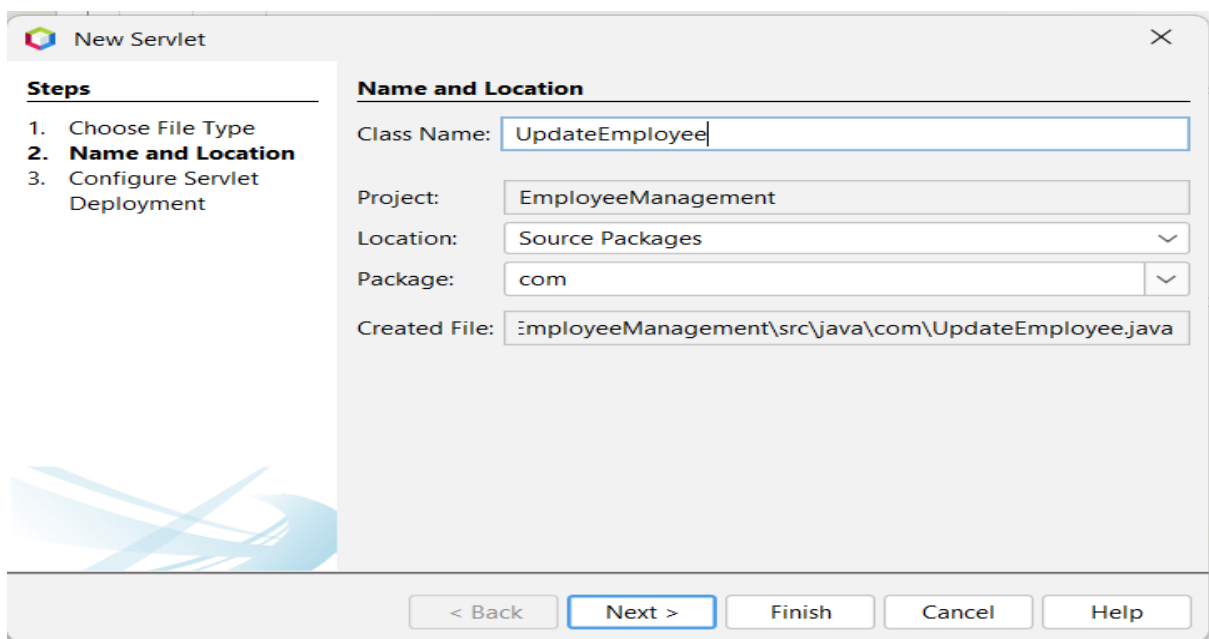 New Servlet
Steps
1. Choose File Type
2. Name and Location
3. Configure Servlet
Deployment
Name and Location
Class Name: UpdateEmployee
Project: EmployeeManagement
Location: Source Packages
Package: com
Created File: EmployeeManagement\src\java\com\UpdateEmployee.java
< Back Next > Finish Cancel Help